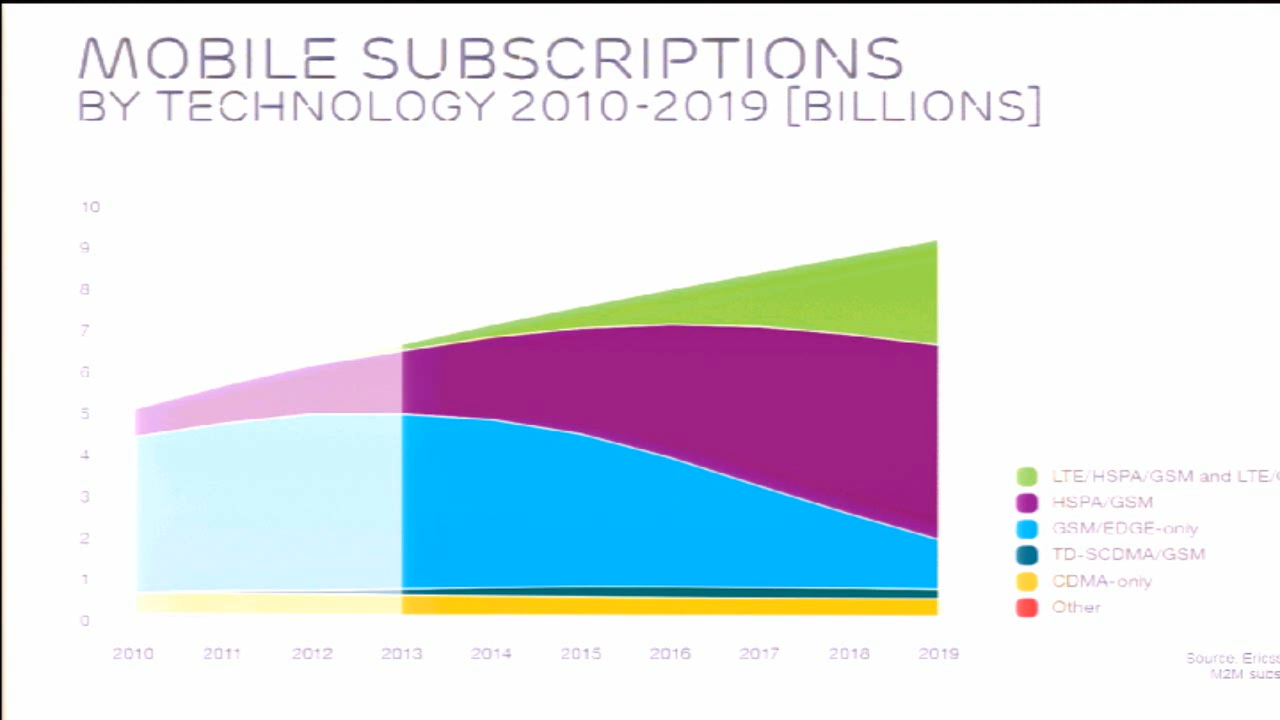 MOBILE SUBSCRIPTIONS
BY TECHNOLOGY 2010-2019 [BILLIONS]
10
9
8
7
6
5
4
3
2
1
0
2010 2011 2012 2013 2014 2015 2016 2017 2018 2019
LTE/HSPA/GSM and LTE/
HSPA/GSM
GSM/EDGE-only
TD-SCDMA/GSM
CDMA-only
Other
Source:
M2M